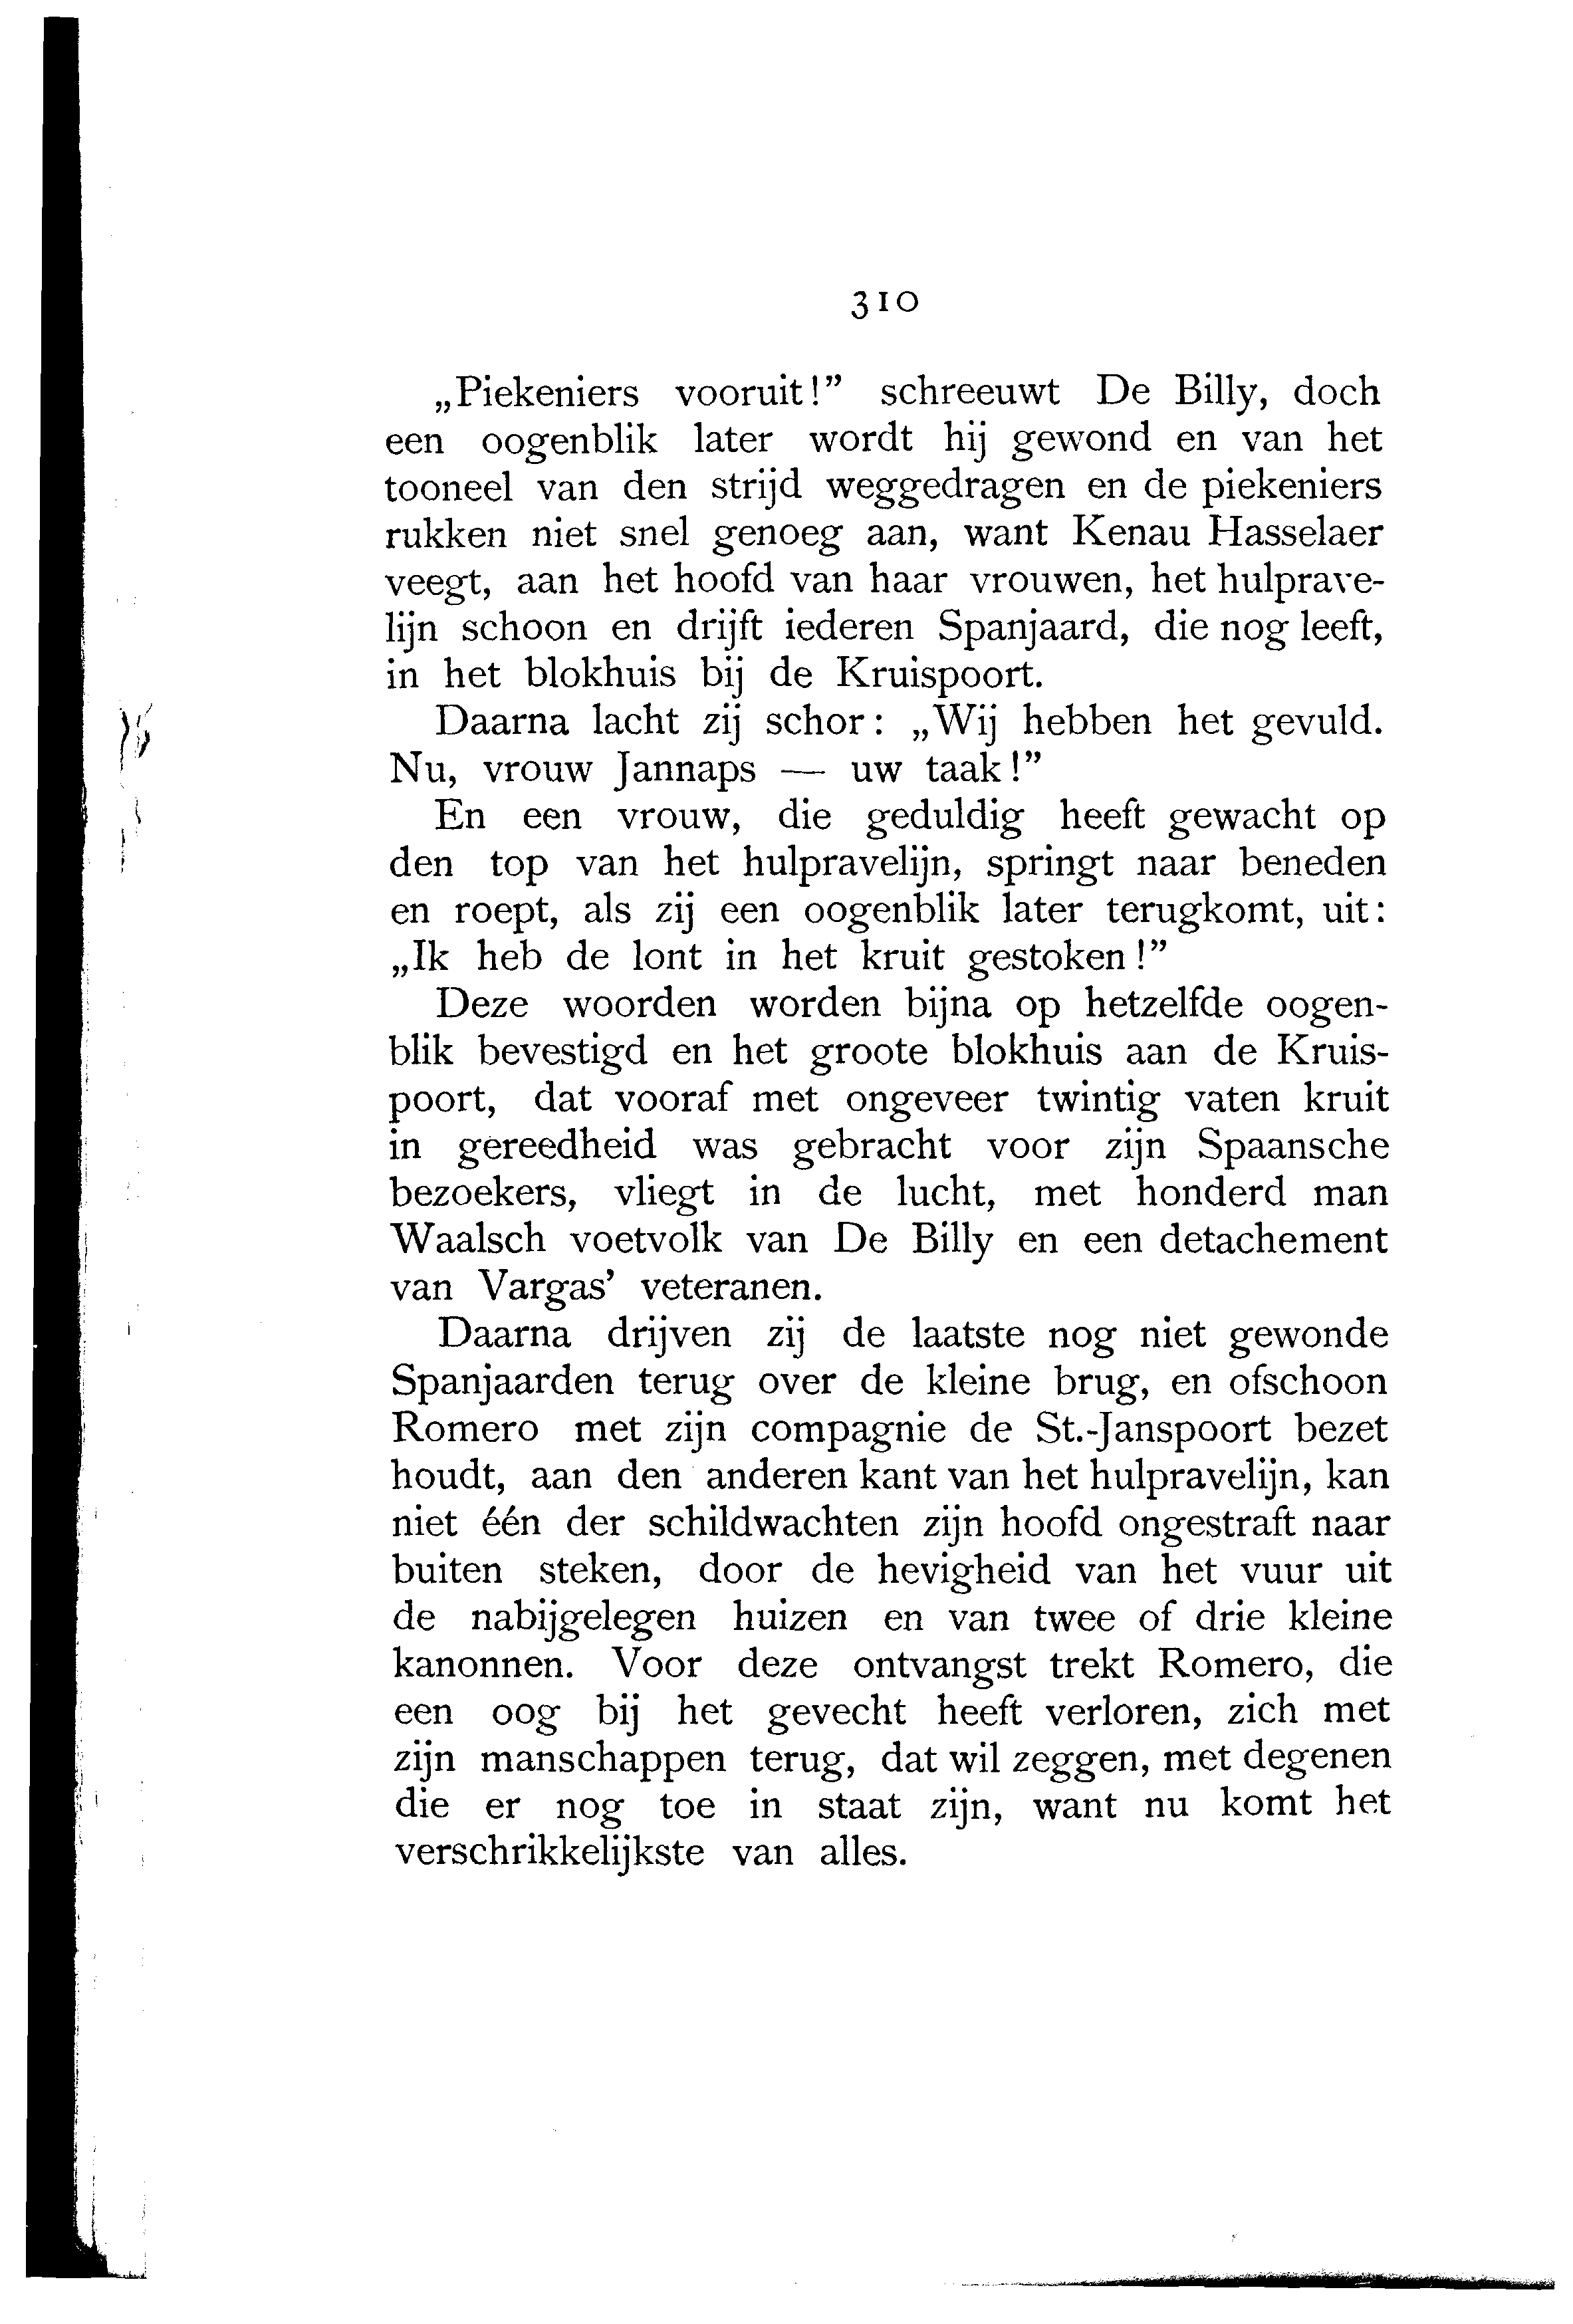 310
„Piekeniers vooruit!” schreeuwt De Billy, doch
een oogenblik later wordt hij gewond en van het
tooneel van den strijd weggedragen en de piekeniers
rukken niet snel genoeg aan, want Kenau Hasselaer
veegt, aan het hoofd van haar vrouwen, het hulprave-
lijn schoon en drijft iederen Spanjaard, die nog leeft,
in het blokhuis bij de Kruispoort.
Daarna lacht zij schor: „Wij hebben het gevuld.
Nu, vrouw Jannaps — uw taak!”
En een vrouw, die geduldig heeft gewacht op
den top van het hulpravelijn, springt naar beneden
en roept, als zij een oogenblik later terugkomt, uit:
„Ik heb de lont in het kruit gestoken!”
Deze woorden worden bijna op hetzelfde oogen-
blik bevestigd en het groote blokhuis aan de Kruis-
poort, dat vooraf met ongeveer twintig vaten kruit
in gereedheid was gebracht voor zijn Spaansche
bezoekers, vliegt in de lucht, met honderd man
Waalsch voetvolk van De Billy en een detachement
van Vargas’ veteranen.
Daarna drijven zij de laatste nog niet gewonde
Spanjaarden terug over de kleine brug, en ofschoon
Romero met zijn compagnie de St.-Janspoort bezet
houdt, aan den anderen kant van het hulpravelijn, kan
niet één der schildwachten zijn hoofd ongestraft naar
buiten steken, door de hevigheid van het vuur uit
de nabijgelegen huizen en van twee of drie kleine
kanonnen. Voor deze ontvangst trekt Romero, die
een oog bij het gevecht heeft verloren, zich met
zijn manschappen terug, dat wil zeggen, met degenen
die er nog toe in staat zijn, want nu komt het
verschrikkelijkste van alles.